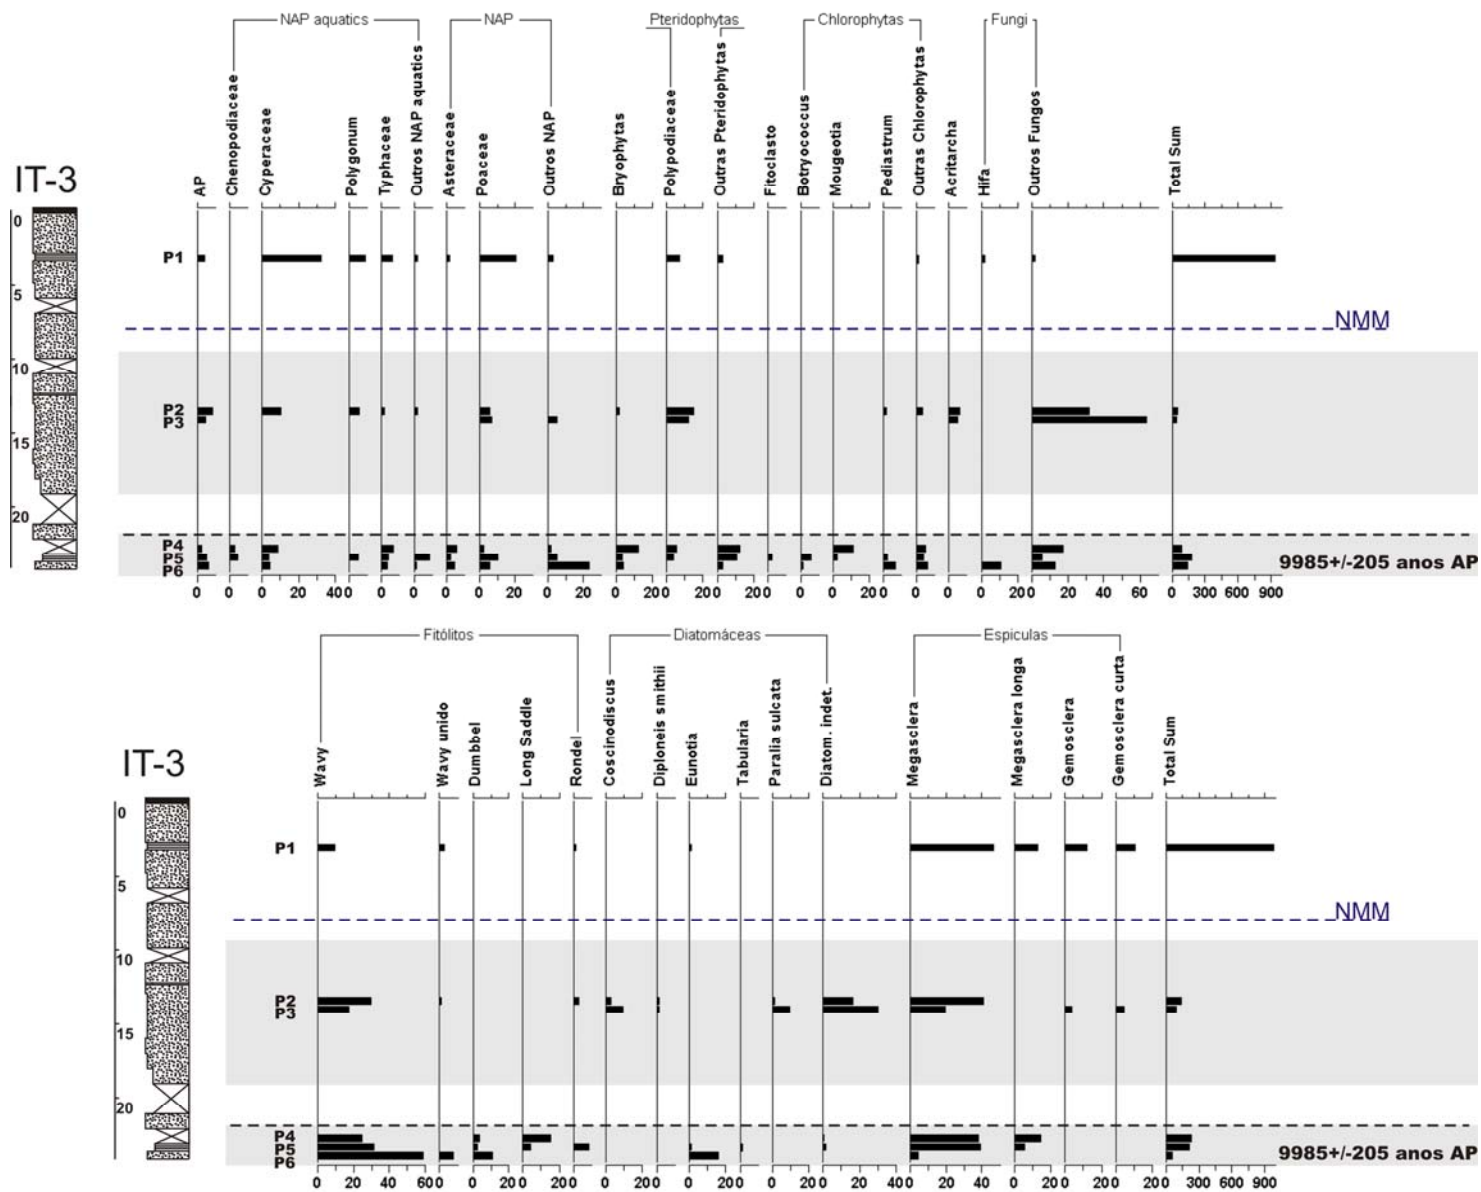 NAP aquatics NAP Pteridophytas Chlorophytas Fungi
AP Chenopodiaceae Cyperaceae Polygonum Typhaceae Outros NAP aquatics Asteraceae Poaceae Outros NAP Bryophytas Polypodiaceae Outras Pteridophytas Fitoclasto Botryococcus Mougeotia Pediastrum Outras Chlorophytas Acritarcha Hifa Outros Fungos Total Sum
IT-3
0
P1
5
NMM
10
P2
P3
15
20
P4
P5
P6
9985+/-205 anos AP
0 0 0 20 40 0 0 0 0 0 20 0 20 0 20 0 20 0 20 0 0 20 0 20 0 0 0 0 20 0 20 40 60 0 300 600 900
Fitólitos Diatomáceas Espiculas
Wavy Wavy unido Dumbbel Long Saddle Rondel Coscinodiscus Diploneis smithii Eunotia Tabularia Paralia sulcata Diatom. indet. Megasclera Megasclera longa Gemosclera Gemosclera curta Total Sum
IT-3
0
P1
5
NMM
10
P2
P3
15
20
P4
P5
P6
9985+/-205 anos AP
0 20 40 60 0 0 20 0 20 0 0 20 0 0 20 0 0 20 0 20 40 0 20 40 0 20 0 20 0 20 0 300 600 900